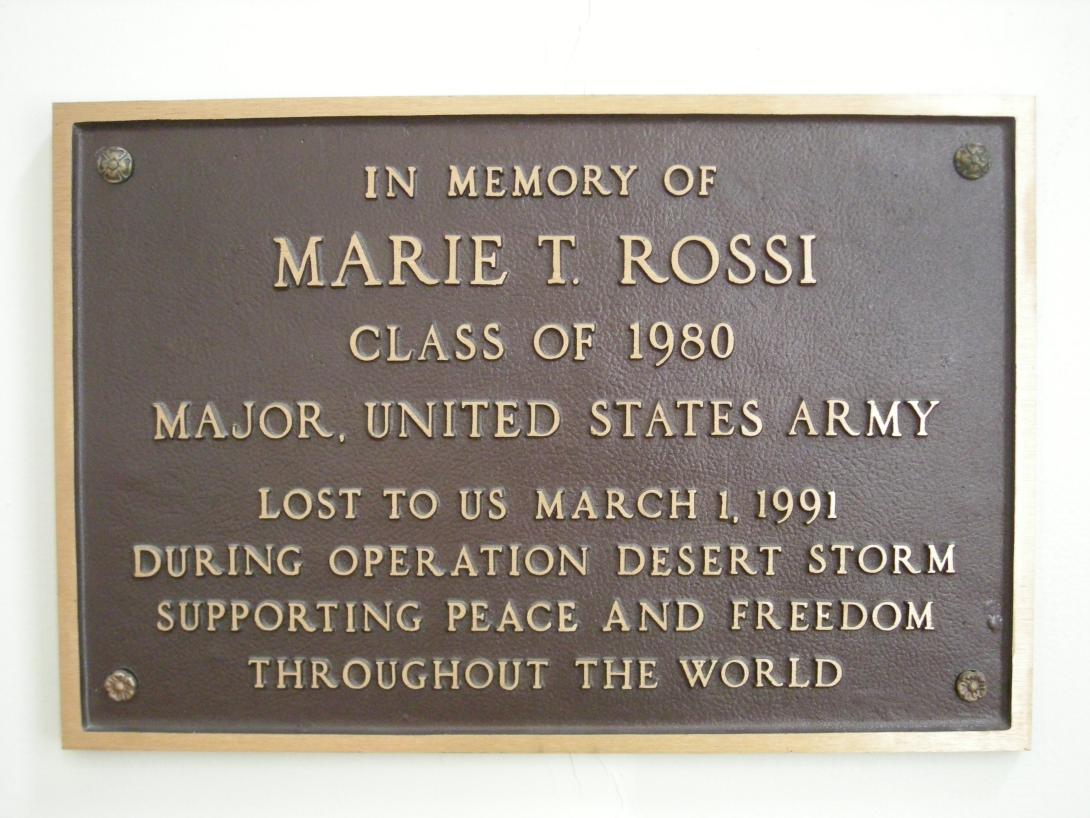 IN MEMORY OF
MARIE T. ROSSI
CLASS OF 1980
MAJOR, UNITED STATES ARMY
LOST TO US MARCH 1, 1991
DURING OPERATION DESERT STORM
SUPPORTING PEACE AND FREEDOM
THROUGHOUT THE WORLD